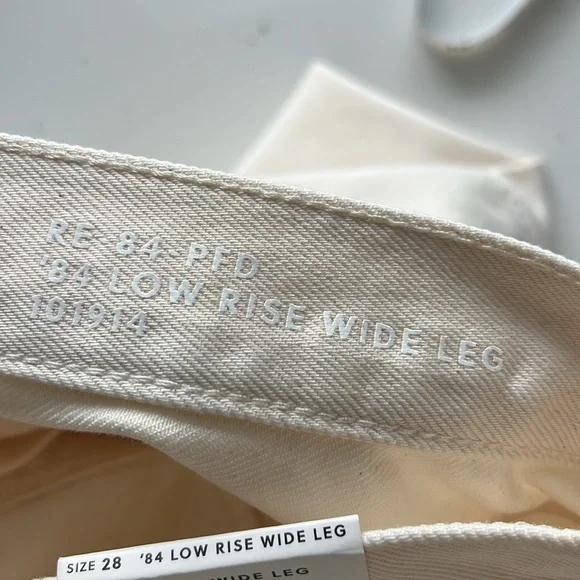 RE-84-PFD
'84 LOW RISE WIDE LEG
101914
SIZE 28 '84 LOW RISE WIDE LEG
WIDE LEG